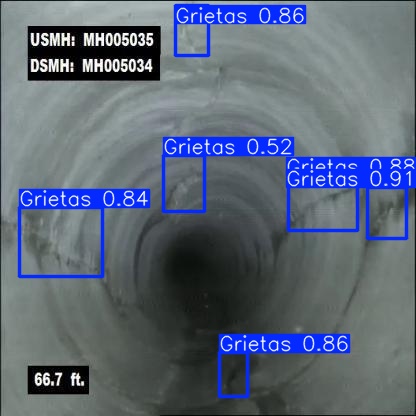 Grietas 0.86
USMH: MH005035
DSMH: MH005034
Grietas 0.52
Grietas 0.88
Grietas 0.91
Grietas 0.84
Grietas 0.86
66.7 ft.